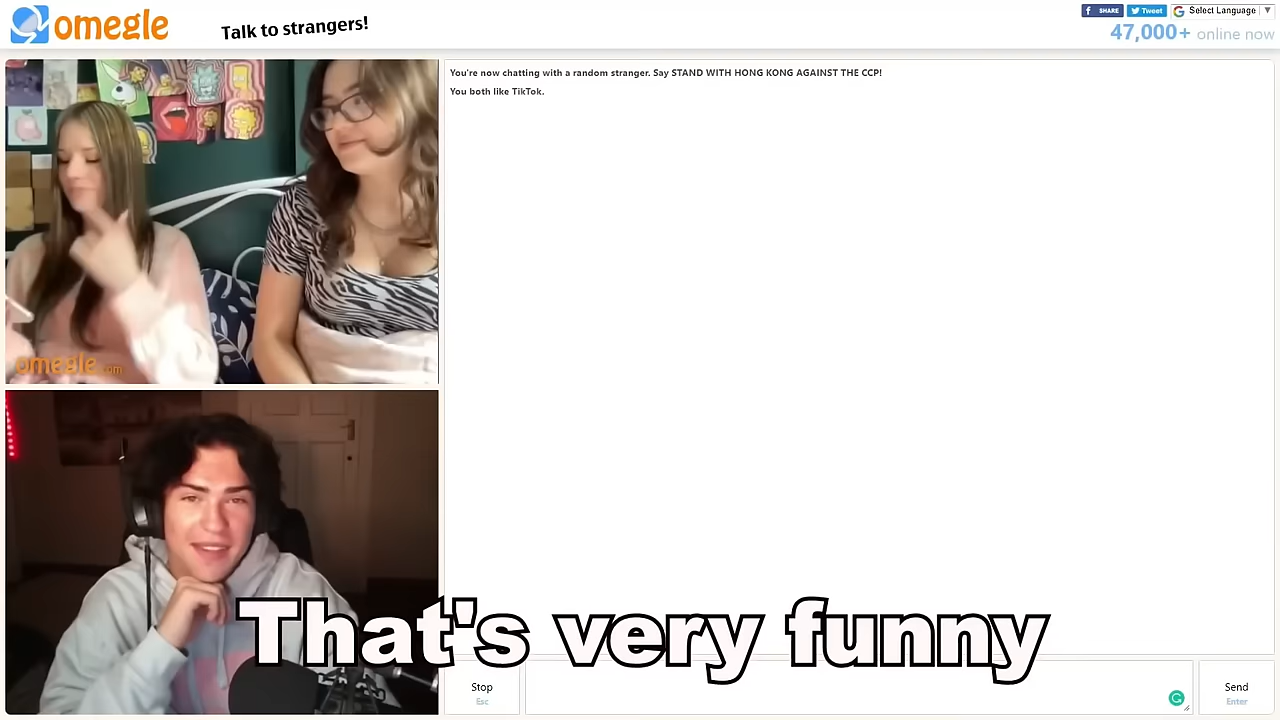 omegle
Talk to strangers!
SHARE
Tweet
Select Language
47,000+ online now
You're now chatting with a random stranger. Say STAND WITH HONG KONG AGAINST THE CCP!
You both like TikTok.
omegle.com
That's very funny
Stop
Esc
Send
Enter